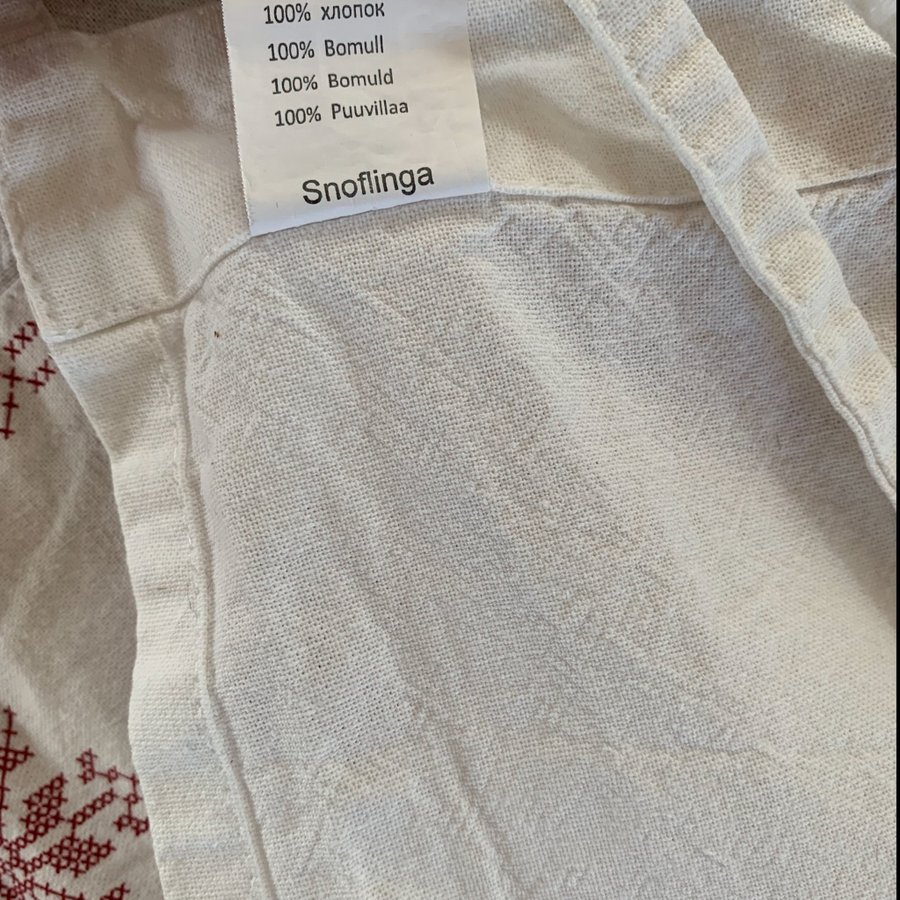 100% хлопок
100% Bomull
100% Bomuld
100% Puuvillaa
Snoflinga